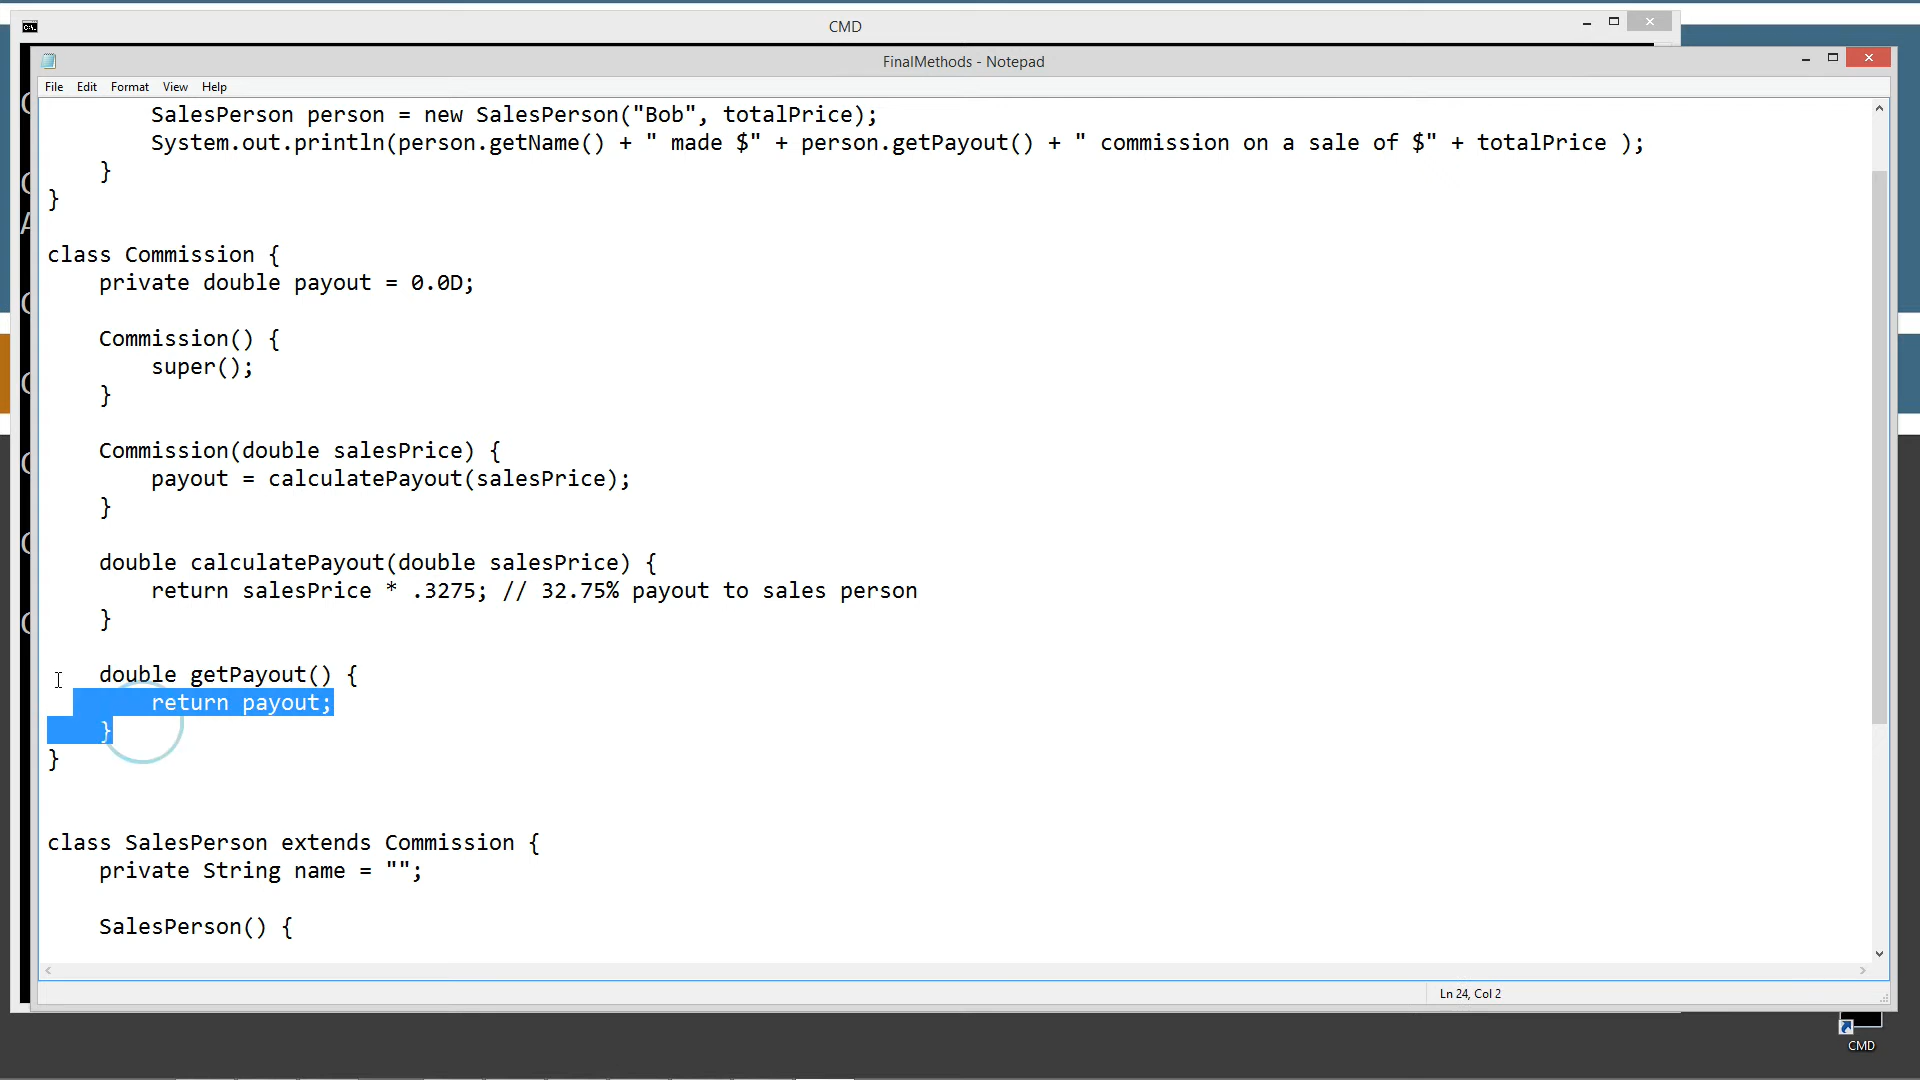 CMD
FinalMethods - Notepad
File Edit Format View Help
SalesPerson person = new SalesPerson("Bob", totalPrice);
System.out.println(person.getName() + " made $" + person.getPayout() + " commission on a sale of $" + totalPrice );
}
}
class Commission {
private double payout = 0.0D;
Commission() {
super();
}
Commission(double salesPrice) {
payout = calculatePayout(salesPrice);
}
double calculatePayout(double salesPrice) {
return salesPrice * .3275; // 32.75% payout to sales person
}
double getPayout() {
return payout;
}
}
class SalesPerson extends Commission {
private String name = "";
SalesPerson() {
Ln 24, Col 2
CMD